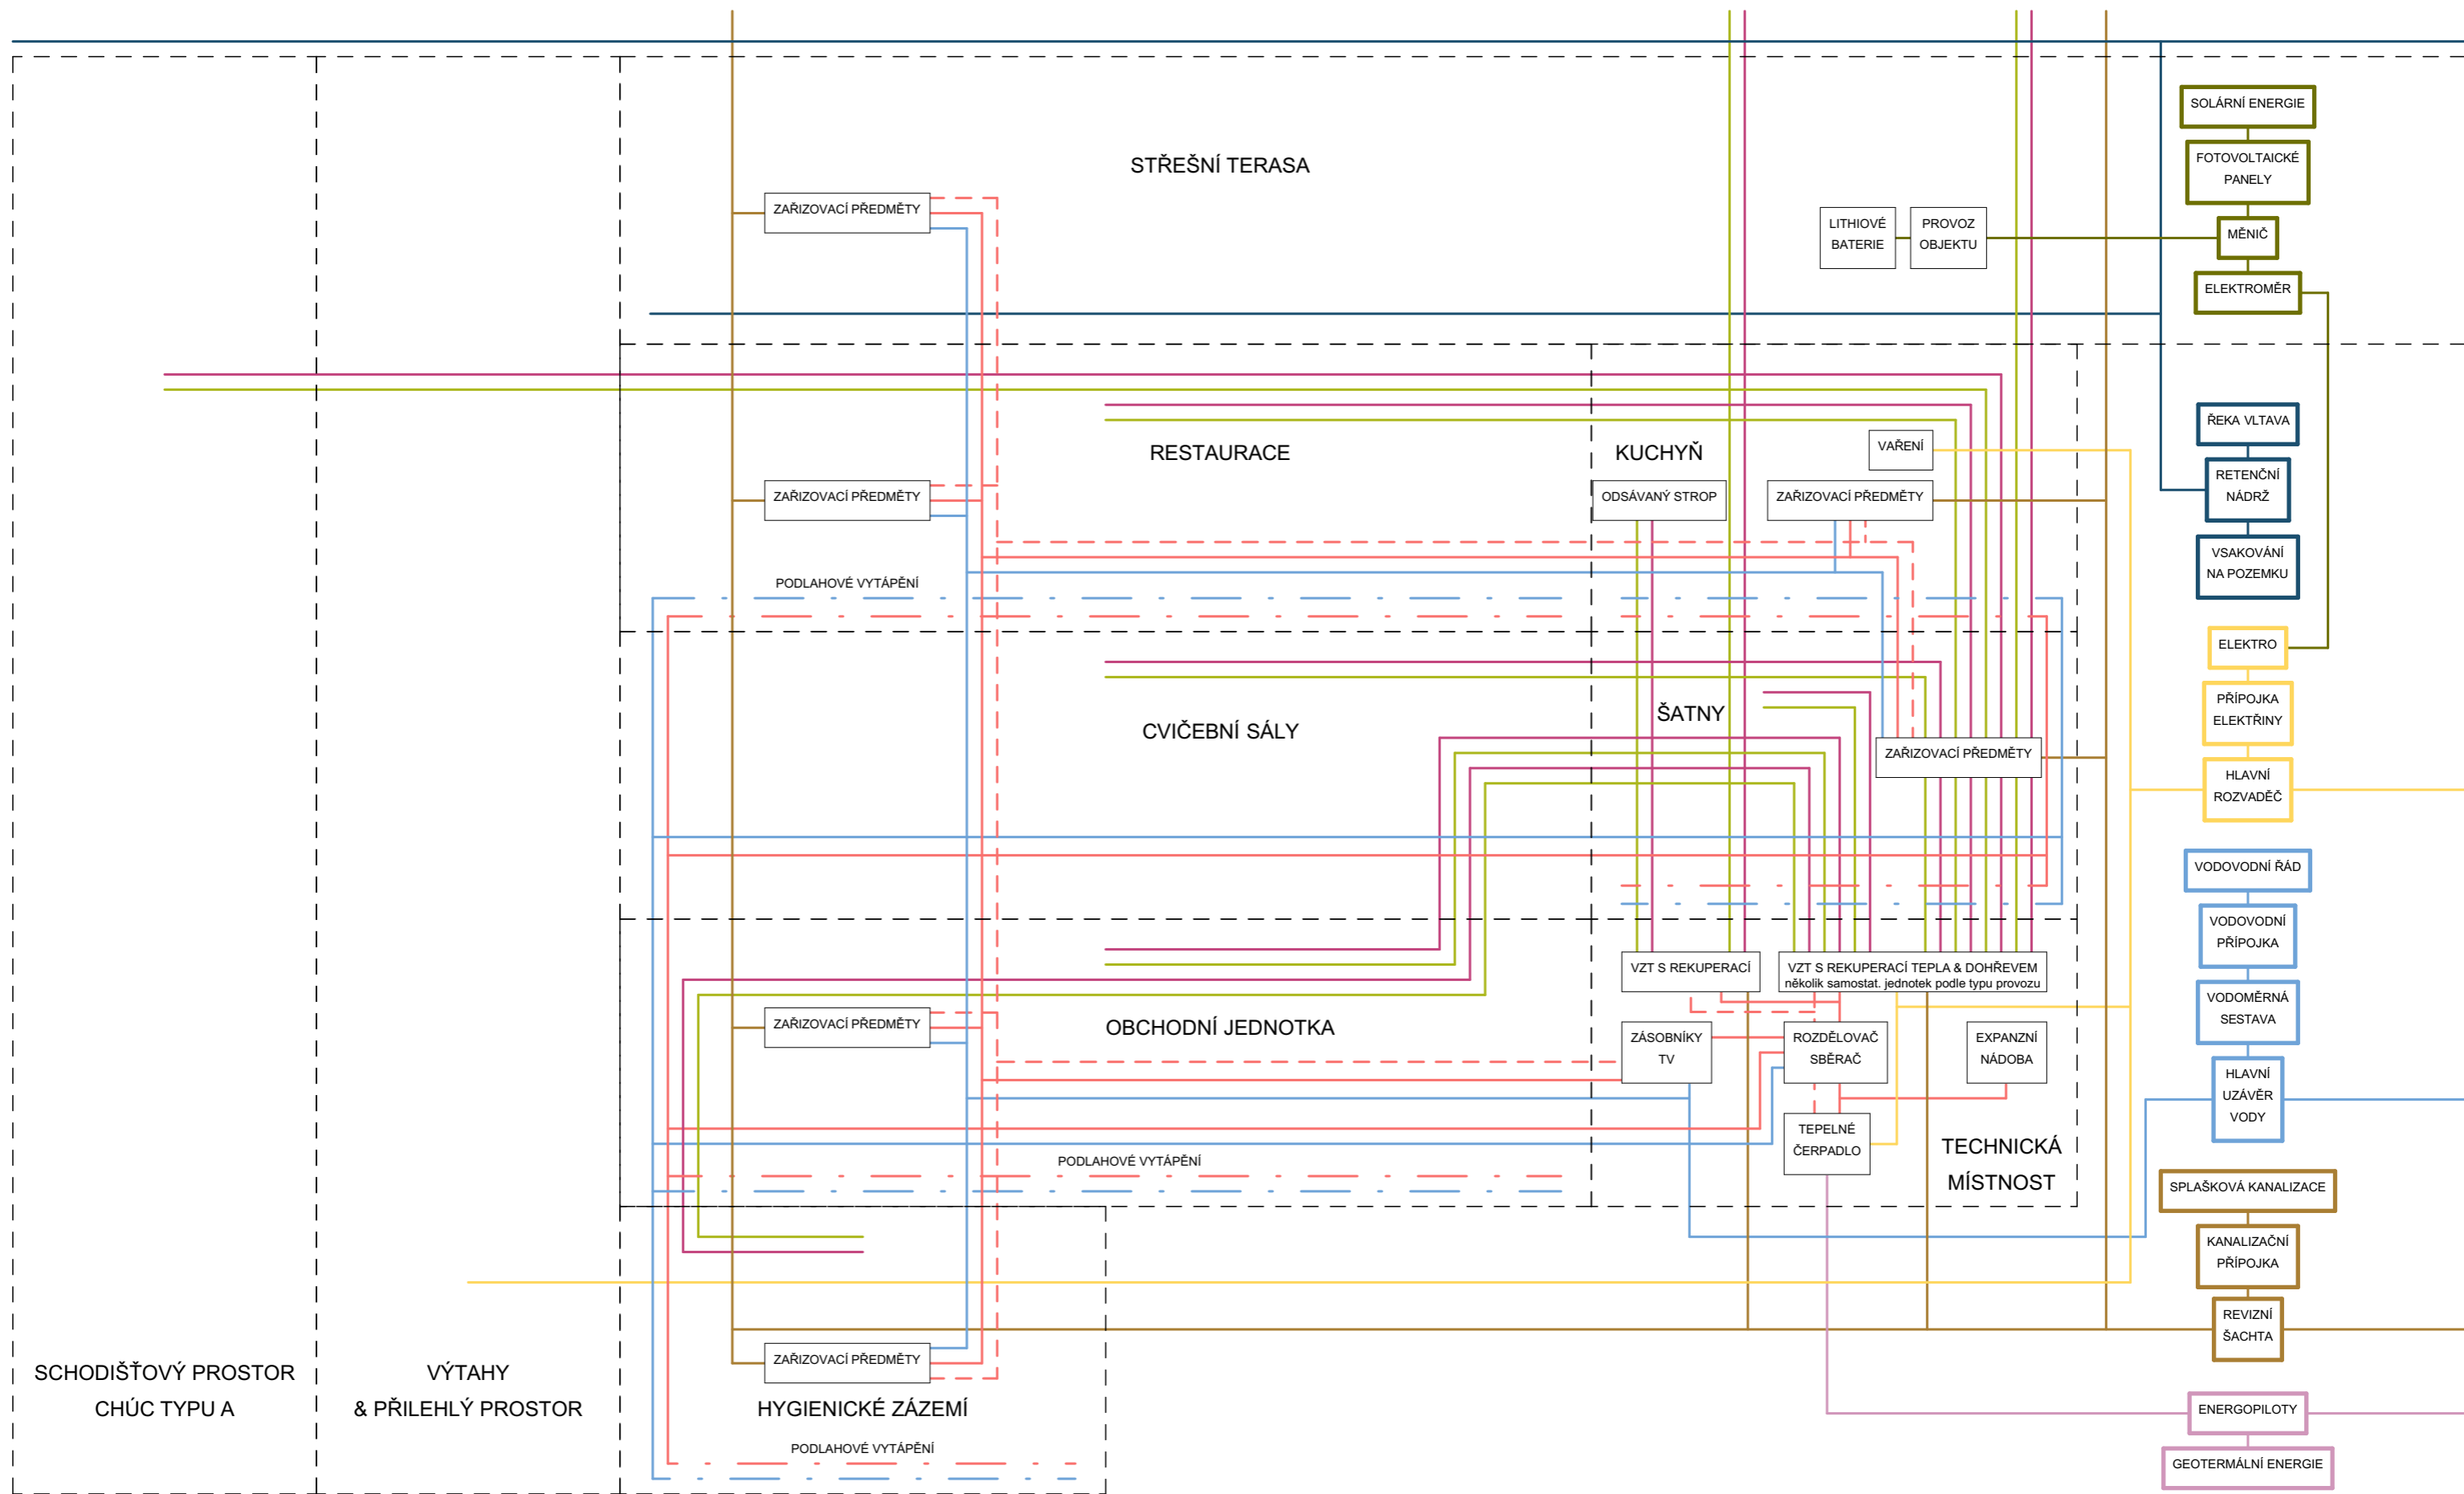 STŘEŠNÍ TERASA
ZAŘIZOVACÍ PŘEDMĚTY
LITHIOVÉ
BATERIE
PROVOZ
OBJEKTU
SOLÁRNÍ ENERGIE
FOTOVOLTAICKÉ
PANELY
MĚNIČ
ELEKTROMĚR
RESTAURACE
KUCHYŇ
VAŘENÍ
ZAŘIZOVACÍ PŘEDMĚTY
ODSÁVANÝ STROP
ZAŘIZOVACÍ PŘEDMĚTY
PODLAHOVÉ VYTÁPĚNÍ
ŘEKA VLTAVA
RETENČNÍ
NÁDRŽ
VSAKOVÁNÍ
NA POZEMKU
CVIČEBNÍ SÁLY
ŠATNY
ZAŘIZOVACÍ PŘEDMĚTY
ELEKTRO
PŘÍPOJKA
ELEKTŘINY
HLAVNÍ
ROZVADĚČ
VODOVODNÍ ŘÁD
VODOVODNÍ
PŘÍPOJKA
VODOMĚRNÁ
SESTAVA
HLAVNÍ
UZÁVĚR
VODY
VZT S REKUPERACÍ
VZT S REKUPERACÍ TEPLA & DOHŘEVEM
několik samostat. jednotek podle typu provozu
ZAŘIZOVACÍ PŘEDMĚTY
OBCHODNÍ JEDNOTKA
ZÁSOBNÍKY
TV
ROZDĚLOVAČ
SBĚRAČ
EXPANZNÍ
NÁDOBA
TEPELNÉ
ČERPADLO
TECHNICKÁ
MÍSTNOST
PODLAHOVÉ VYTÁPĚNÍ
SPLAŠKOVÁ KANALIZACE
KANALIZAČNÍ
PŘÍPOJKA
REVIZNÍ
ŠACHTA
SCHODIŠŤOVÝ PROSTOR
CHÚC TYPU A
VÝTAHY
& PŘILEHLÝ PROSTOR
ZAŘIZOVACÍ PŘEDMĚTY
HYGIENICKÉ ZÁZEMÍ
PODLAHOVÉ VYTÁPĚNÍ
ENERGOPILOTY
GEOTERMÁLNÍ ENERGIE